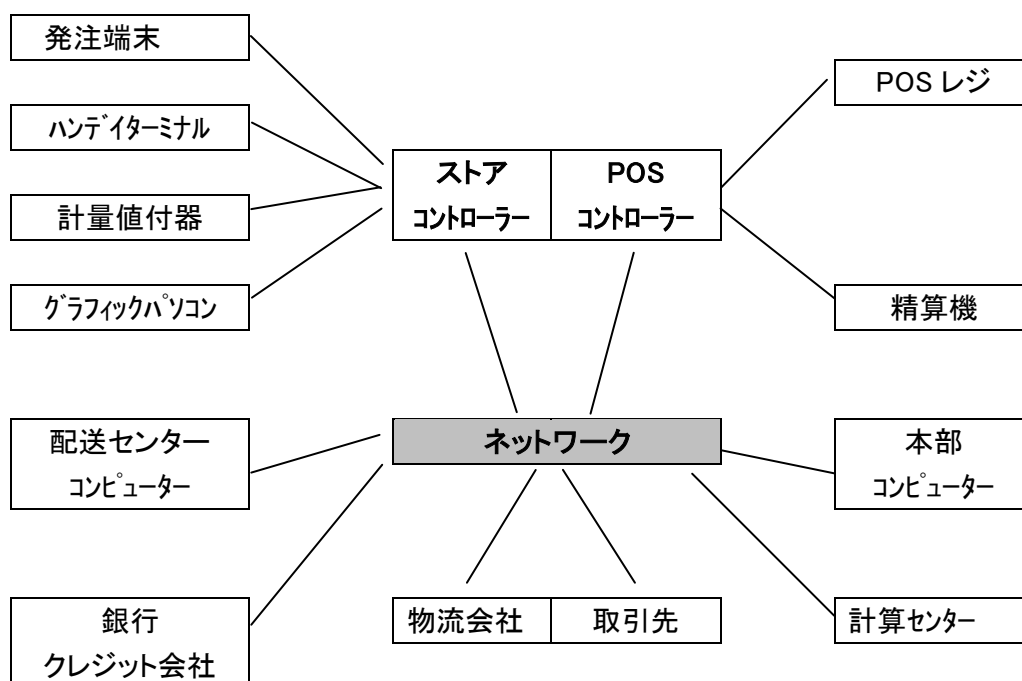 発注端末
POS レジ
ﾊﾝﾃﾞｲﾀｰﾐﾅﾙ
ストア
コントローラー
POS
コントローラー
計量値付器
ｸﾞﾗﾌｨｯｸﾊﾟｿｺﾝ
精算機
配送センター
ｺﾝﾋﾟｭｰﾀｰ
ネットワーク
本部
ｺﾝﾋﾟｭｰﾀｰ
銀行
クレジット会社
物流会社
取引先
計算ｾﾝﾀｰ